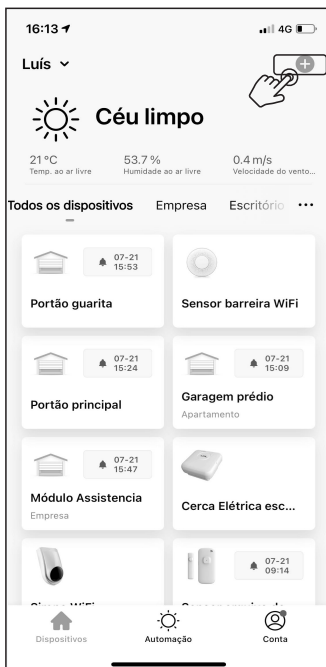 16:13
4G
Luís
Céu limpo
21 °C
53.7 %
0.4 m/s
Temp. ao ar livre
Humidade ao ar livre
Velocidade do vento...
Todos os dispositivos
Empresa
Escritório
07-21
15:53
Portão guarita
Sensor barreira WiFi
07-21
15:24
Portão principal
07-21
15:09
Garagem prédio
Apartamento
07-21
15:47
Módulo Assistencia
Empresa
Cerca Elétrica esc...
07-21
09:14
Dispositivos
Automação
Conta